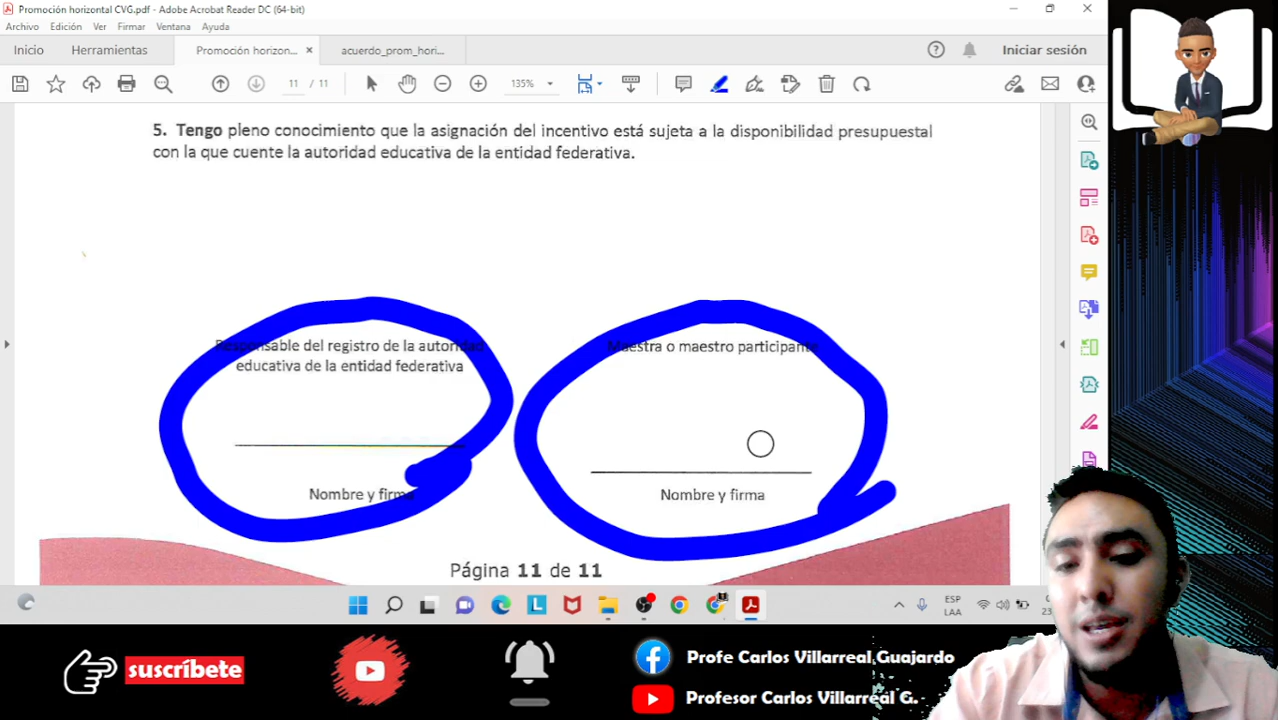 Promoción horizontal CVG.pdf - Adobe Acrobat Reader DC (64-bit)
Archivo Edición Ver Firmar Ventana Ayuda
Inicio Herramientas Promoción horizon... × acuerdo_prom_hori... Iniciar sesión
11 / 11 135%
5. Tengo pleno conocimiento que la asignación del incentivo está sujeta a la disponibilidad presupuestal
con la que cuente la autoridad educativa de la entidad federativa.
Responsable del registro de la autoridad
educativa de la entidad federativa
Maestra o maestro participante
Nombre y firma
Nombre y firma
Página 11 de 11
ESP
LAA
suscríbete
Profe Carlos Villarreal Guajardo
Profesor Carlos Villarreal G.